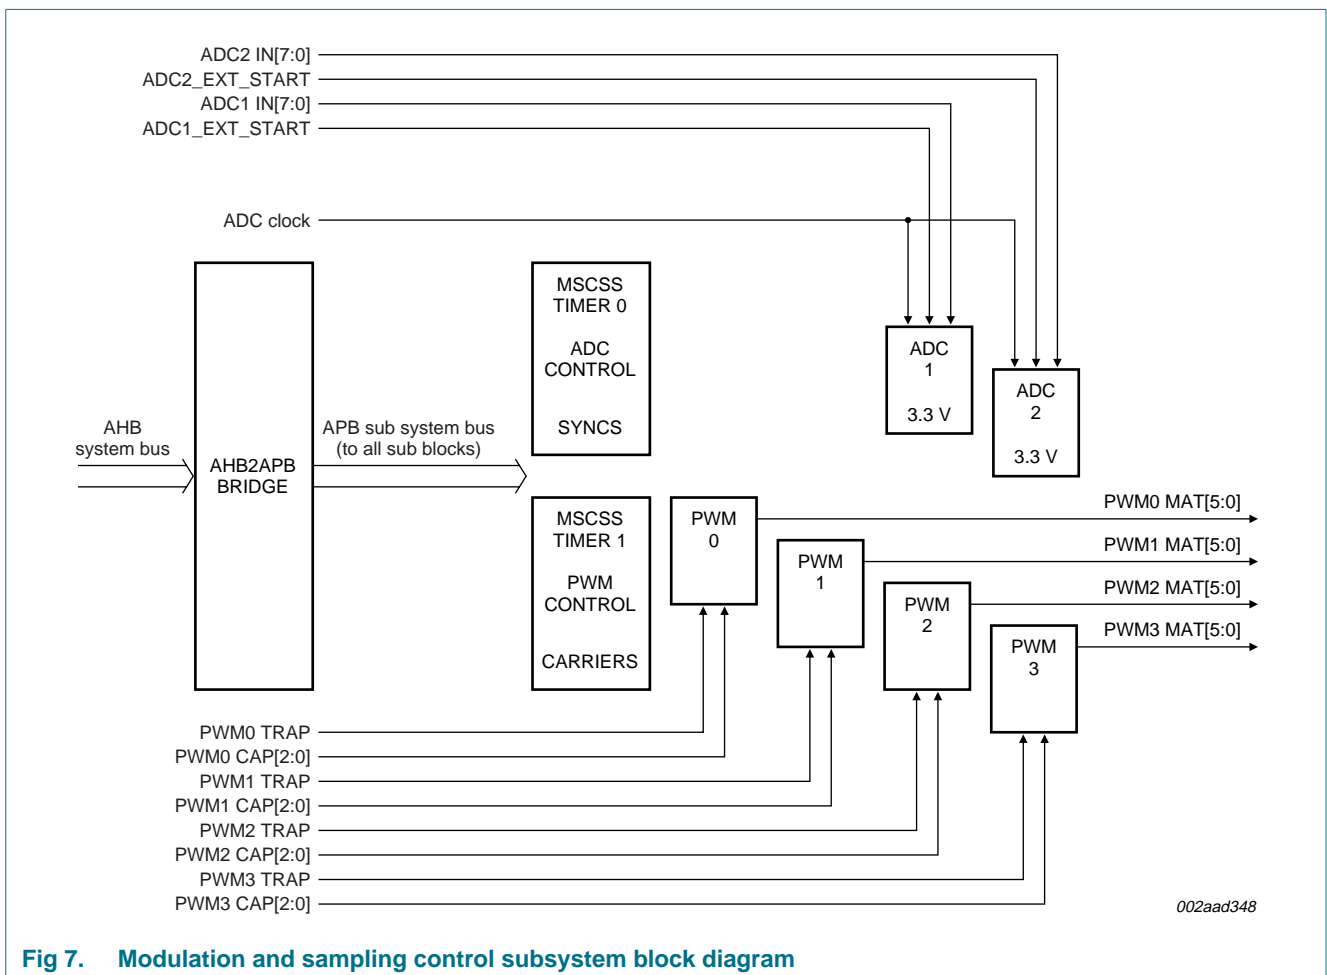 ADC2 IN[7:0]
ADC2_EXT_START
ADC1 IN[7:0]
ADC1_EXT_START
ADC clock
MSCSS
TIMER 0
ADC
CONTROL
SYNCS
ADC
1
3.3 V
ADC
2
3.3 V
AHB
system bus
AHB2APB
BRIDGE
APB sub system bus
(to all sub blocks)
MSCSS
TIMER 1
PWM
CONTROL
CARRIERS
PWM
0
PWM
1
PWM
2
PWM
3
PWM0 MAT[5:0]
PWM1 MAT[5:0]
PWM2 MAT[5:0]
PWM3 MAT[5:0]
PWM0 TRAP
PWM0 CAP[2:0]
PWM1 TRAP
PWM1 CAP[2:0]
PWM2 TRAP
PWM2 CAP[2:0]
PWM3 TRAP
PWM3 CAP[2:0]
002aad348
Fig 7. Modulation and sampling control subsystem block diagram